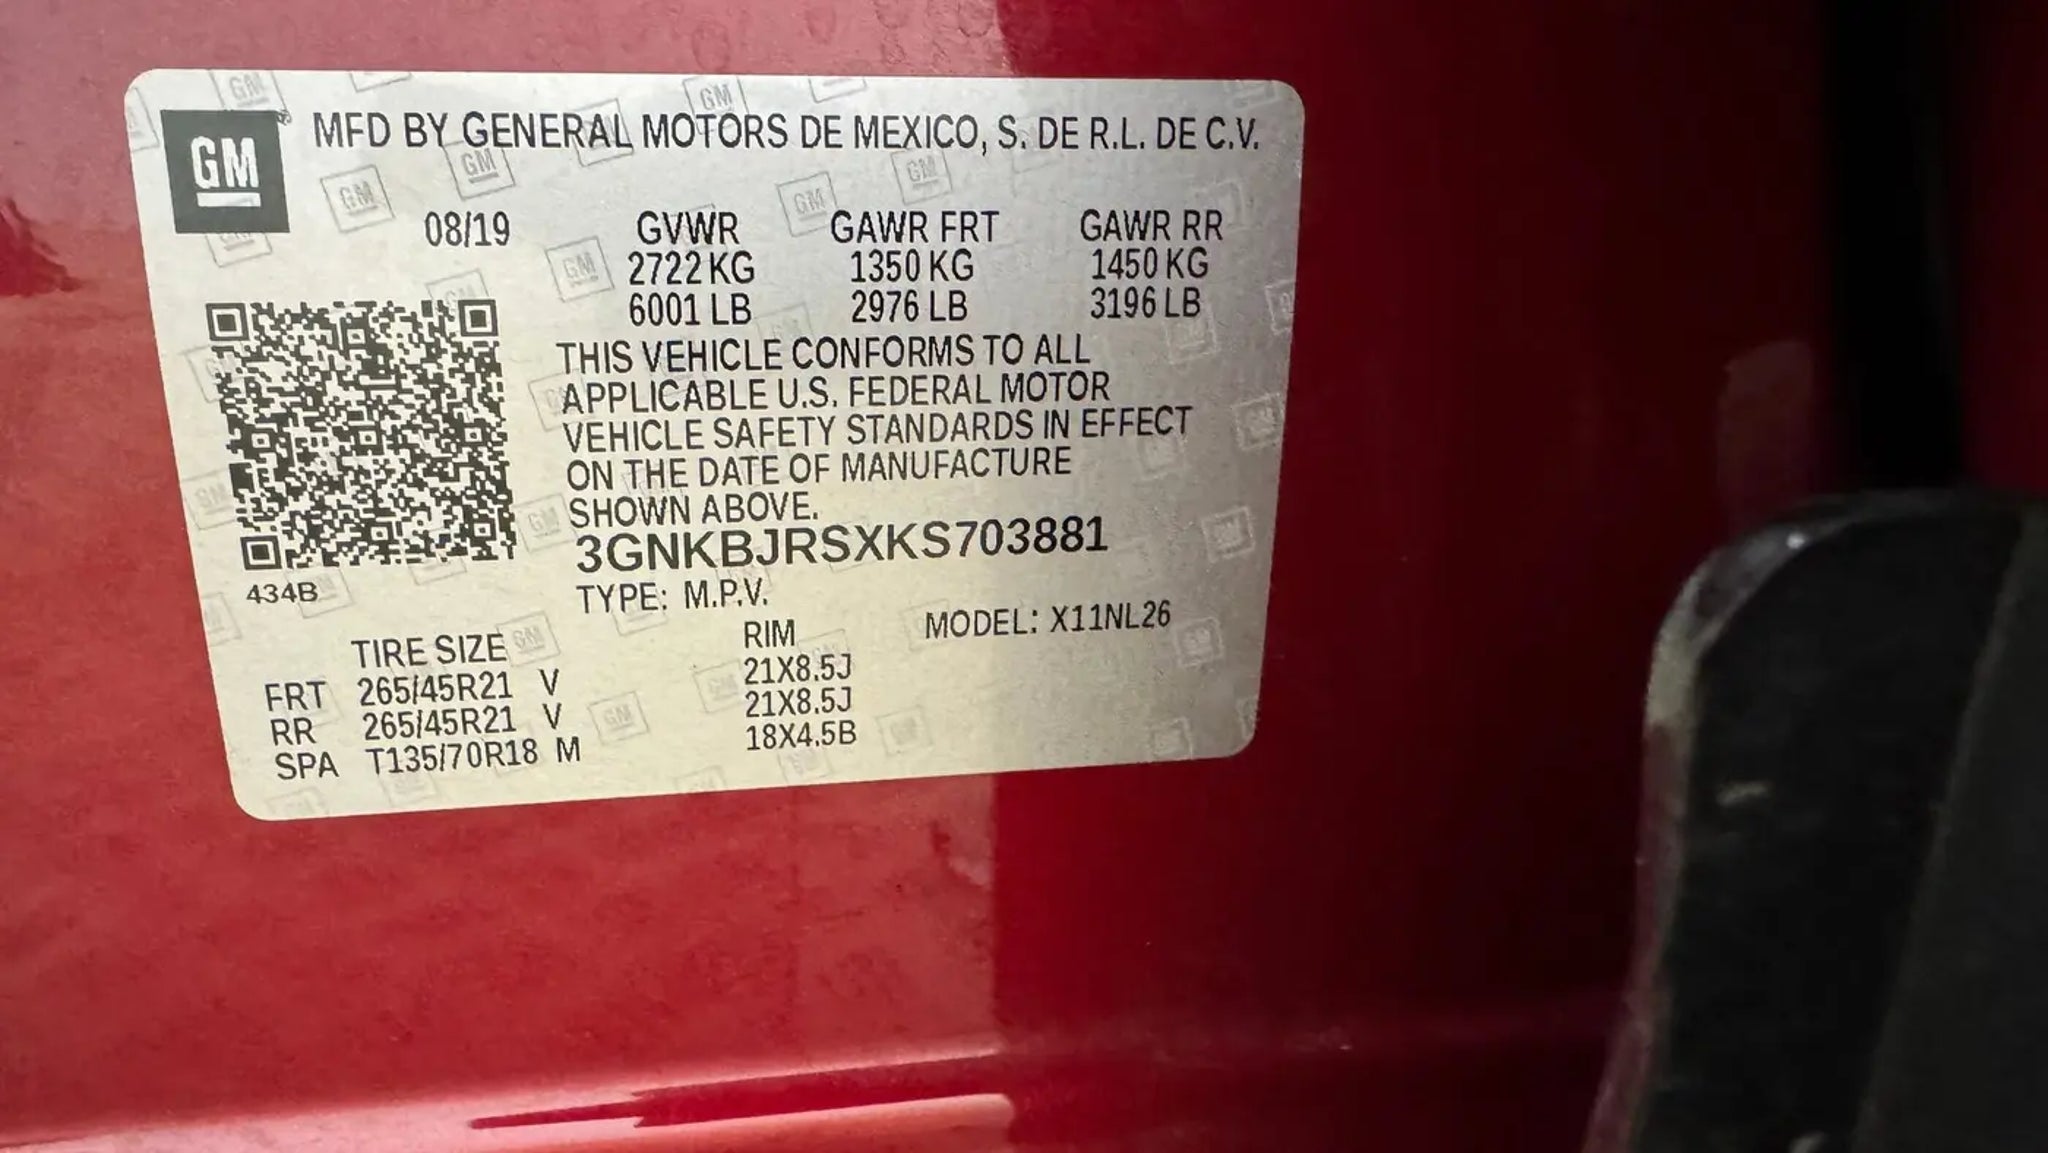 GM
MFD BY GENERAL MOTORS DE MEXICO, S. DE R.L. DE C.V.
08/19 GVWR GAWR FRT GAWR RR
2722 KG 1350 KG 1450 KG
6001 LB 2976 LB 3196 LB
THIS VEHICLE CONFORMS TO ALL
APPLICABLE U.S. FEDERAL MOTOR
VEHICLE SAFETY STANDARDS IN EFFECT
ON THE DATE OF MANUFACTURE
SHOWN ABOVE.
3GNKBJRSXKS703881
434B
TYPE: M.P.V. MODEL: X11NL26
TIRE SIZE RIM
FRT 265/45R21 V 21X8.5J
RR 265/45R21 V 21X8.5J
SPA T135/70R18 M 18X4.5B